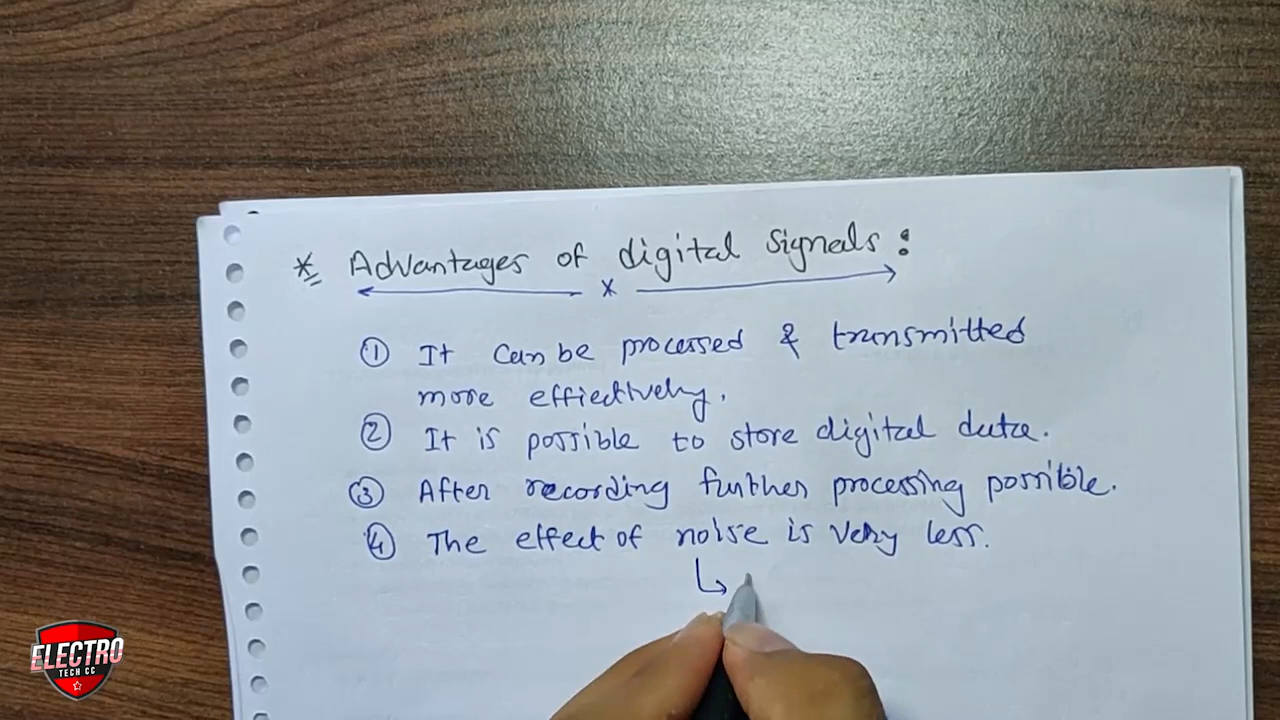 * Advantages of digital signals :
① It can be processed & transmitted
more effiectively.
② It is possible to store digital data.
③ After recording further processing possible.
④ The effect of noise is very less.
ELECTRO
TECH CC